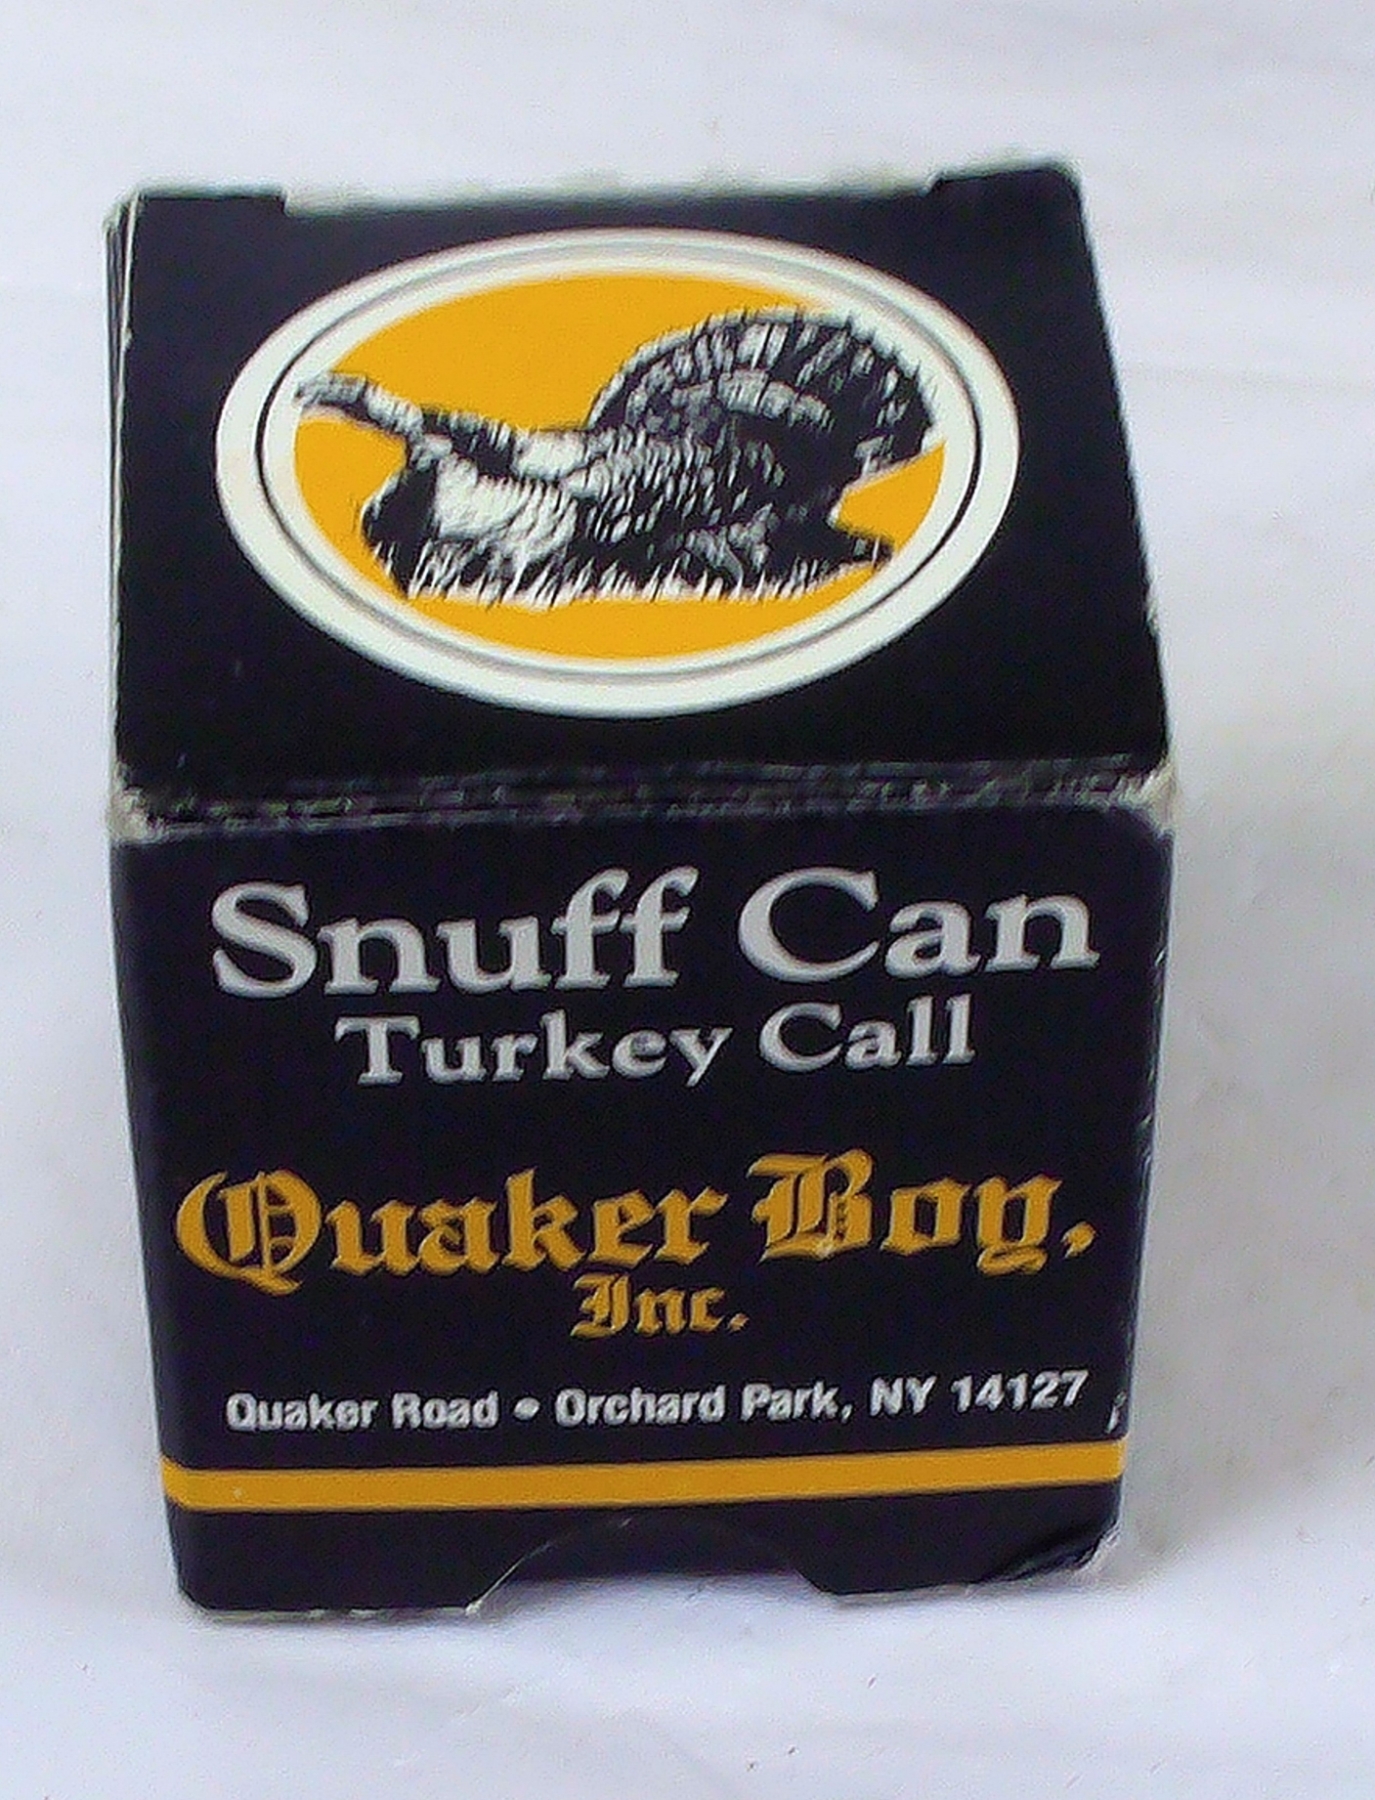 Snuff Can
Turkey Call
Quaker Boy,
Inc.
Quaker Road • Orchard Park, NY 14127